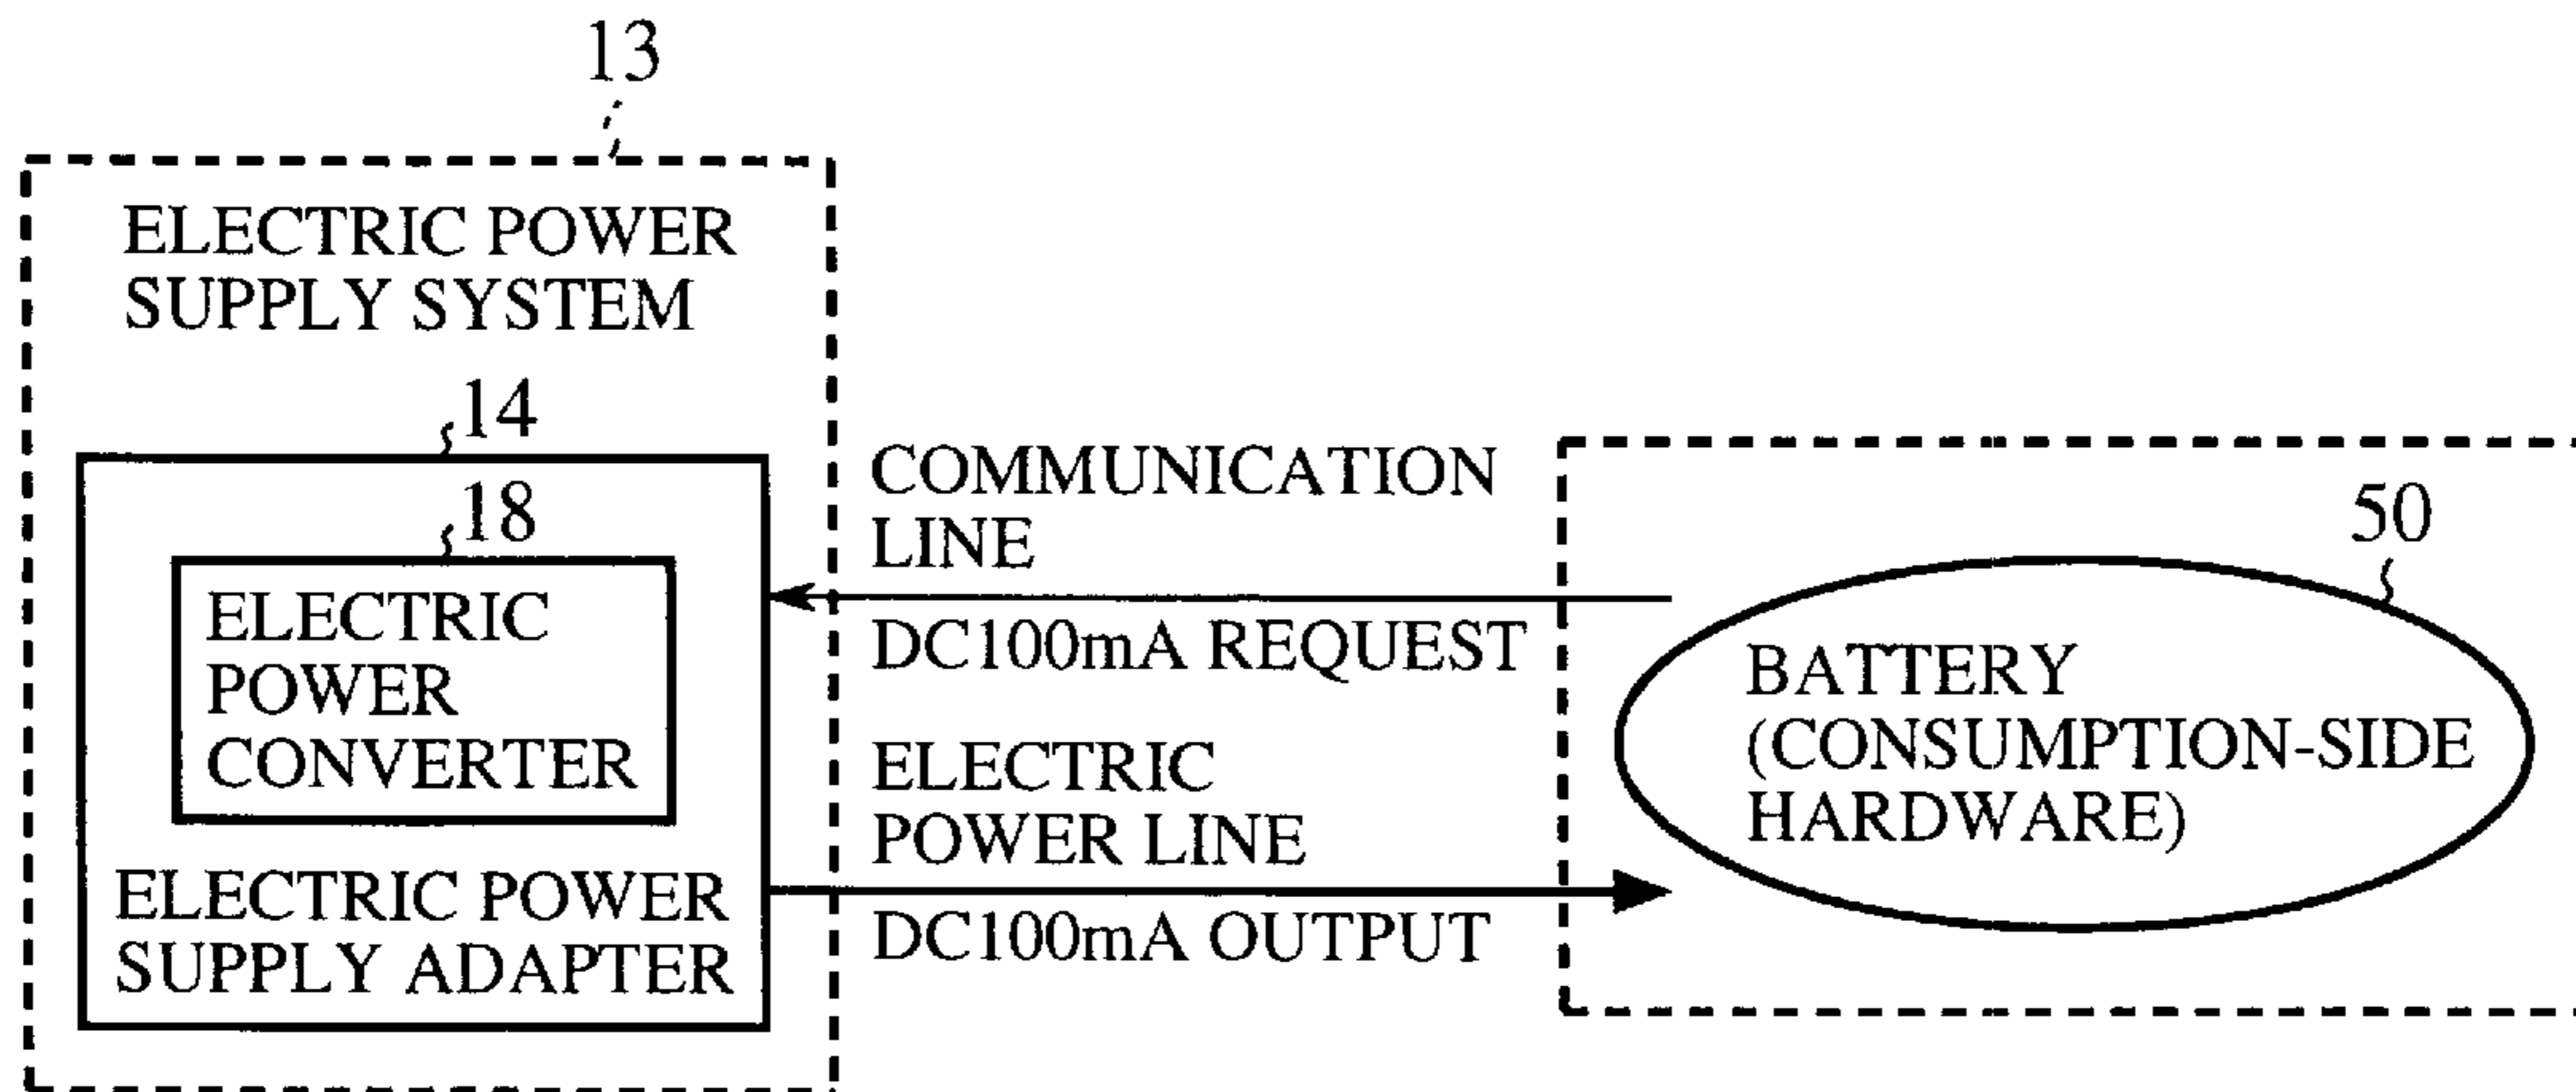 13
ELECTRIC POWER
SUPPLY SYSTEM
14
18
ELECTRIC
POWER
CONVERTER
ELECTRIC POWER
SUPPLY ADAPTER
COMMUNICATION
LINE
DC100mA REQUEST
ELECTRIC
POWER LINE
DC100mA OUTPUT
50
BATTERY
(CONSUMPTION-SIDE
HARDWARE)